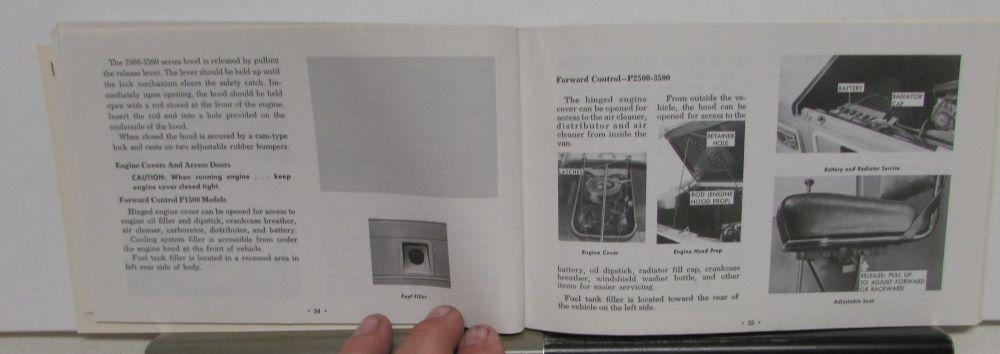 The 2500-3500 series hood is released by pulling
the release lever. The lever should be held up until
the lock mechanism clears the safety catch. Im-
mediately upon opening, the hood should be held
open with a rod stored at the front of the engine.
Insert the rod end into a hole provided on the
underside of the hood.
When closed the hood is secured by a cam-type
lock and rests on two adjustable rubber bumpers.
Engine Covers And Access Doors
CAUTION: When running engine . . . keep
engine cover closed tight.
Forward Control P1500 Models
Hinged engine cover can be opened for access to
engine oil filler and dipstick, crankcase breather,
air cleaner, carburetor, distributor, and battery.
Cooling system filler is accessible from under
the engine hood at the front of vehicle.
Fuel tank filler is located in a recessed area in
left rear side of body.
Fuel Filler
• 34 •
Forward Control—P2500-3500
The hinged engine
cover can be opened for
access to the air cleaner,
distributor and air
cleaner from inside the
van.
From outside the ve-
hicle, the hood can be
opened for access to the
LATCHES
Engine Cover
RETAINER
HOLE
ROD (ENGINE
HOOD PROP)
Engine Hood Prop
battery, oil dipstick, radiator fill cap, crankcase
breather, windshield washer bottle, and other
items for easier servicing.
Fuel tank filler is located toward the rear of
the vehicle on the left side.
BATTERY
RADIATOR
CAP
Battery and Radiator Service
RELEASE: PULL UP
TO ADJUST FORWARD
OR BACKWARD
Adjustable Seat
• 35 •